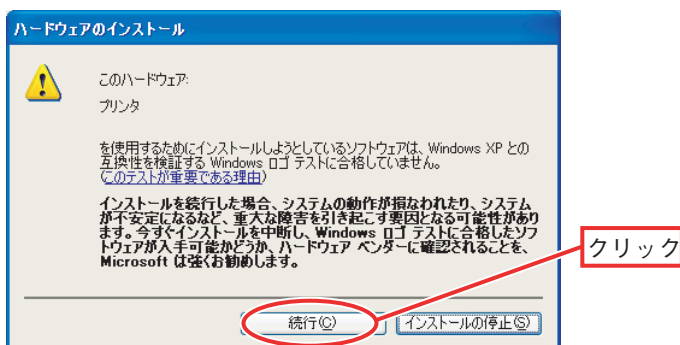 ハードウェアのインストール
このハードウェア:
プリンタ
を使用するためにインストールしようとしているソフトウェアは、Windows XP との
互換性を検証する Windows ロゴ テストに合格していません。
(このテストが重要である理由)
インストールを続行した場合、システムの動作が損なわれたり、システム
が不安定になるなど、重大な障害を引き起こす要因となる可能性があり
ます。今すぐインストールを中断し、Windows ロゴ テストに合格したソフ
トウェアが入手可能かどうか、ハードウェア ベンダーに確認されることを、
Microsoft は強くお勧めします。
クリック
続行(C) インストールの停止(S)